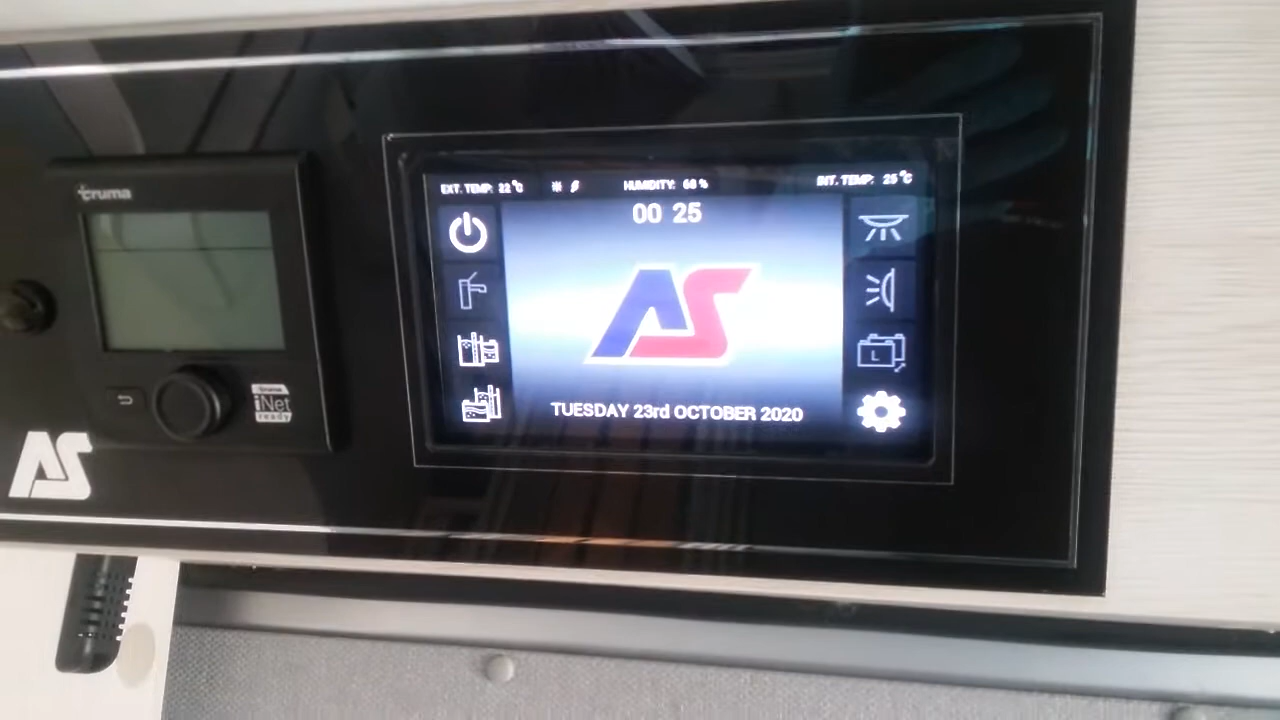 truma
iNet
ready
AS
EXT. TEMP: 22°C
HUMIDITY: 68 %
INT. TEMP: 25°C
00 25
AS
L
TUESDAY 23rd OCTOBER 2020